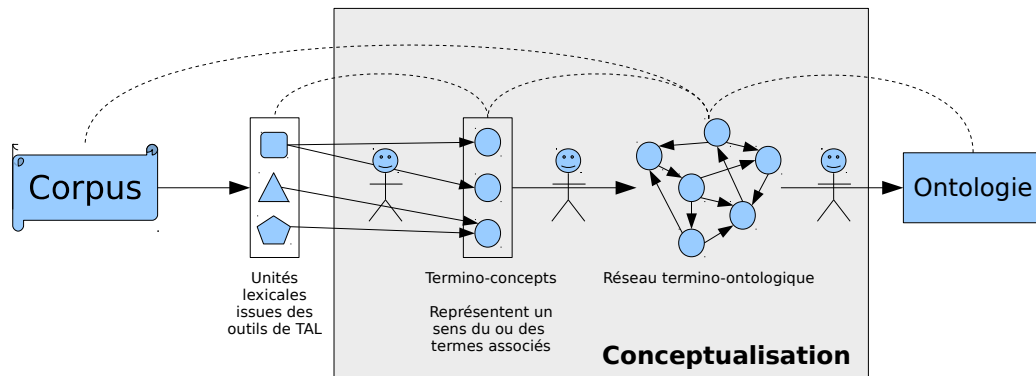 Corpus
Unités
lexicales
issues des
outils de TAL
Termino-concepts
Représentent un
sens du ou des
termes associés
Réseau termino-ontologique
Ontologie
Conceptualisation